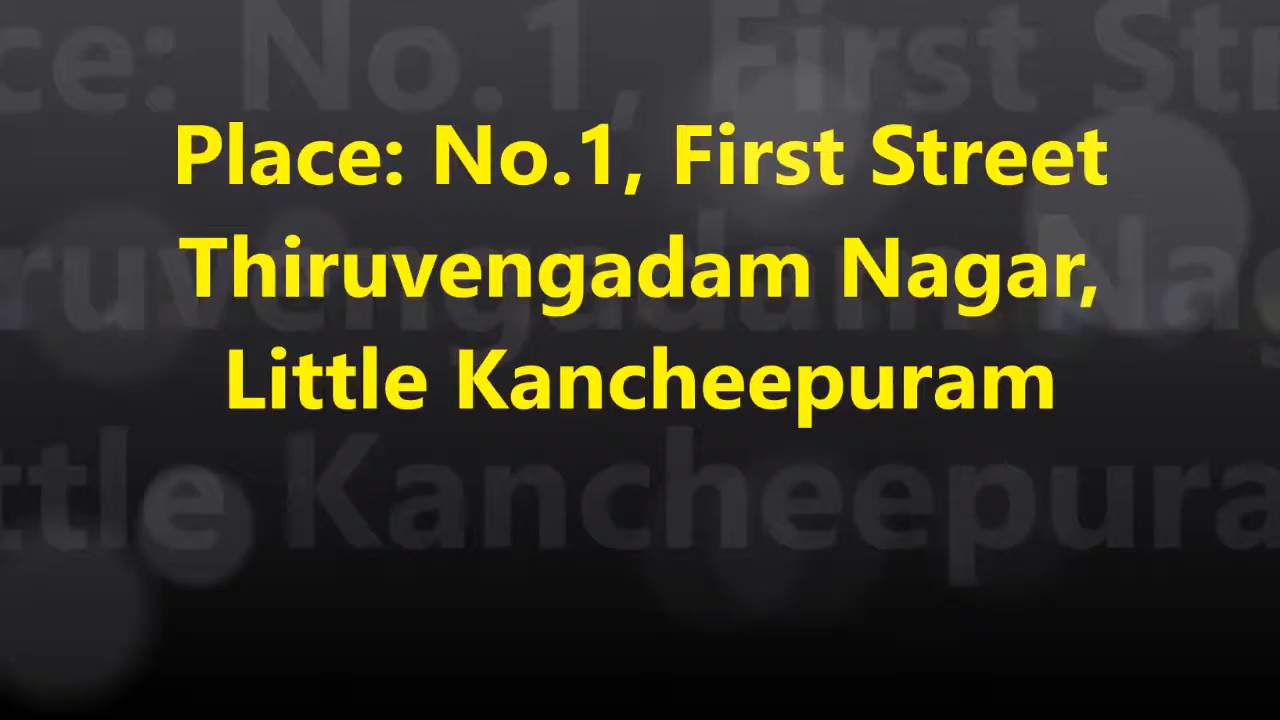 Place: No.1, First Street
Thiruvengadam Nagar,
Little Kancheepuram